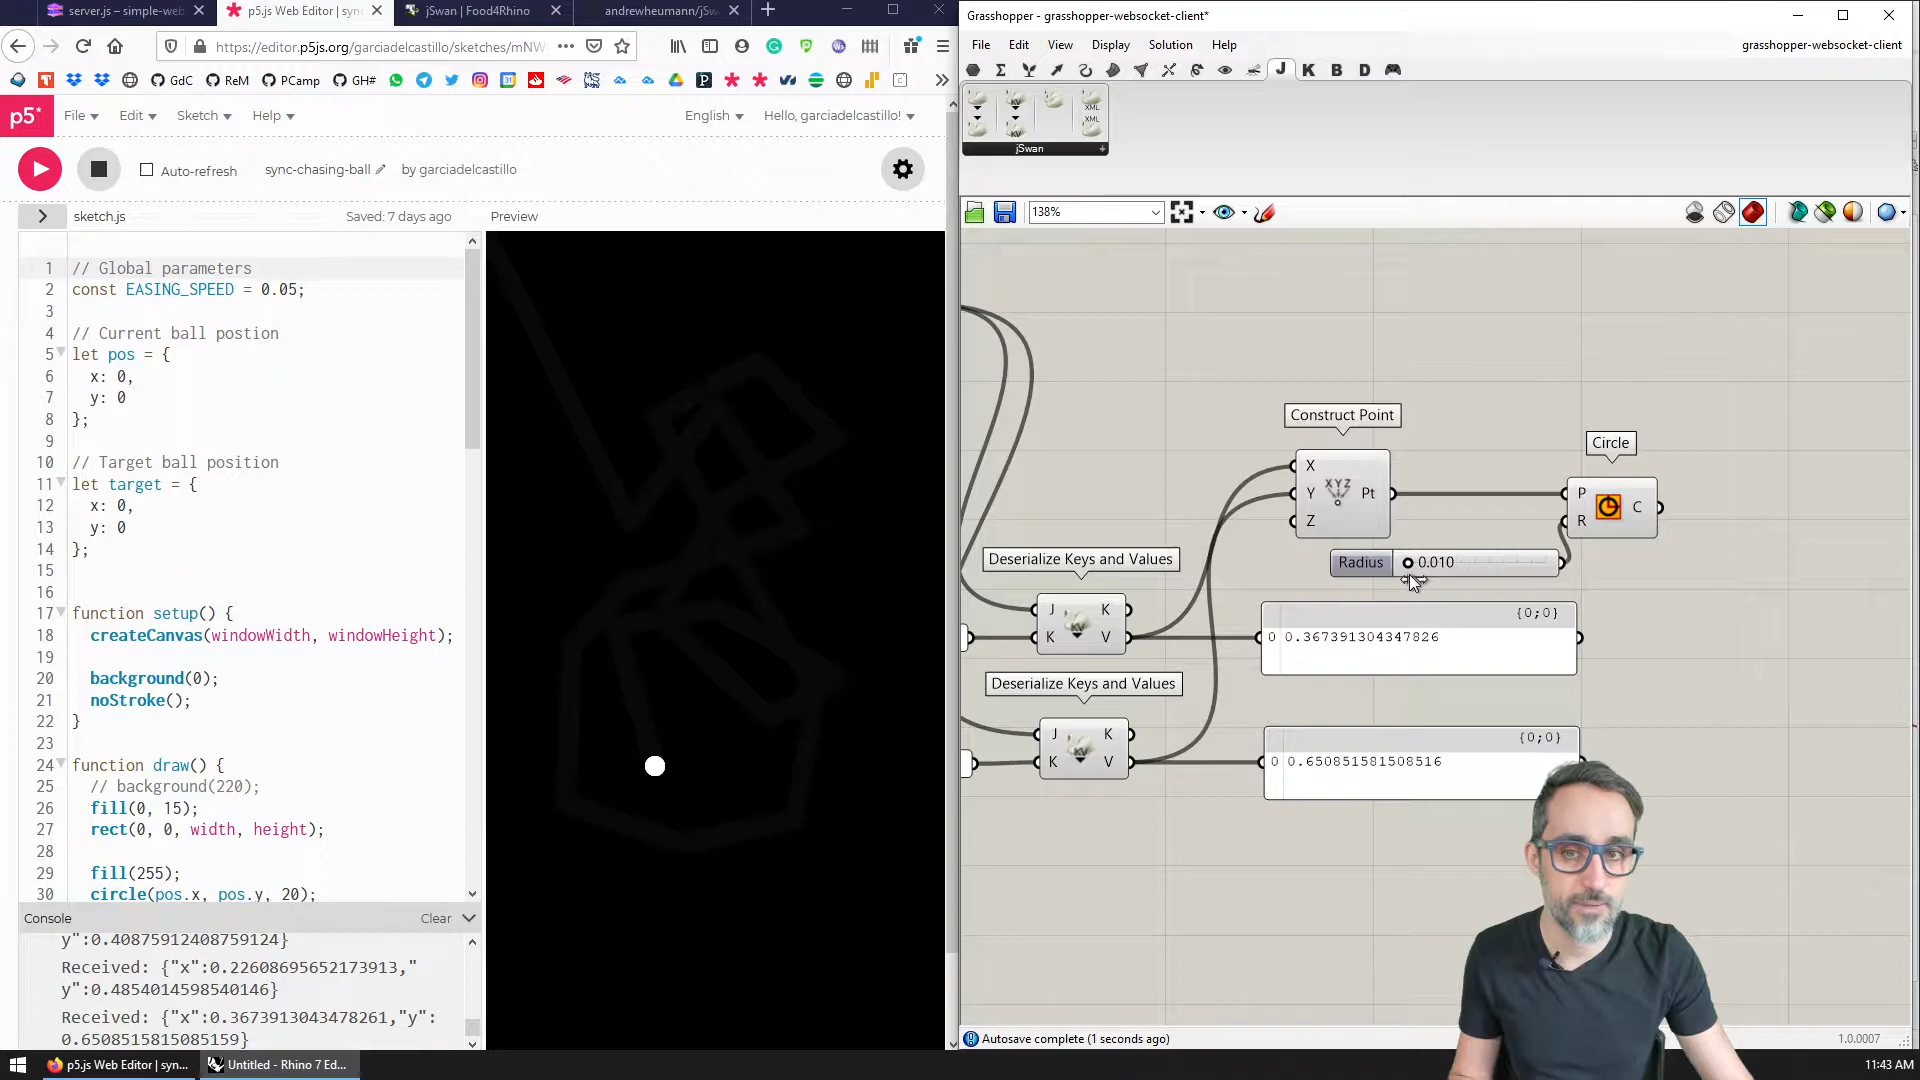 server.js – simple-web
p5.js Web Editor | sync
jSwan | Food4Rhino
andrewheumann/jSw
https://editor.p5js.org/garciadelcastillo/sketches/mNW
GdC
ReM
PCamp
GH#
p5*
File
Edit
Sketch
Help
English
Hello, garciadelcastillo!
Auto-refresh
sync-chasing-ball
by garciadelcastillo
sketch.js
Saved: 7 days ago
Preview
1 // Global parameters
2 const EASING_SPEED = 0.05;
3
4 // Current ball postion
5 let pos = {
6 x: 0,
7 y: 0
8 };
9
10 // Target ball position
11 let target = {
12 x: 0,
13 y: 0
14 };
15
16
17 function setup() {
18 createCanvas(windowWidth, windowHeight);
19
20 background(0);
21 noStroke();
22 }
23
24 function draw() {
25 // background(220);
26 fill(0, 15);
27 rect(0, 0, width, height);
28
29 fill(255);
30 circle(pos.x, pos.y, 20);
Console
Clear
y":0.40875912408759124}
Received: {"x":0.22608695652173913,"
y":0.4854014598540146}
Received: {"x":0.3673913043478261,"y":
0.6508515815085159}
Grasshopper - grasshopper-websocket-client*
File
Edit
View
Display
Solution
Help
grasshopper-websocket-client
J
K
B
D
KV
KV
XML
XML
jSwan
138%
Construct Point
X
Y
Z
XYZ
Pt
Circle
P
R
C
Radius
0.010
Deserialize Keys and Values
J
K
KV
K
V
{0;0}
0 0.367391304347826
Deserialize Keys and Values
J
K
KV
K
V
{0;0}
0 0.650851581508516
Autosave complete (1 seconds ago)
1.0.0007
p5.js Web Editor | syn...
Untitled - Rhino 7 Ed...
11:43 AM